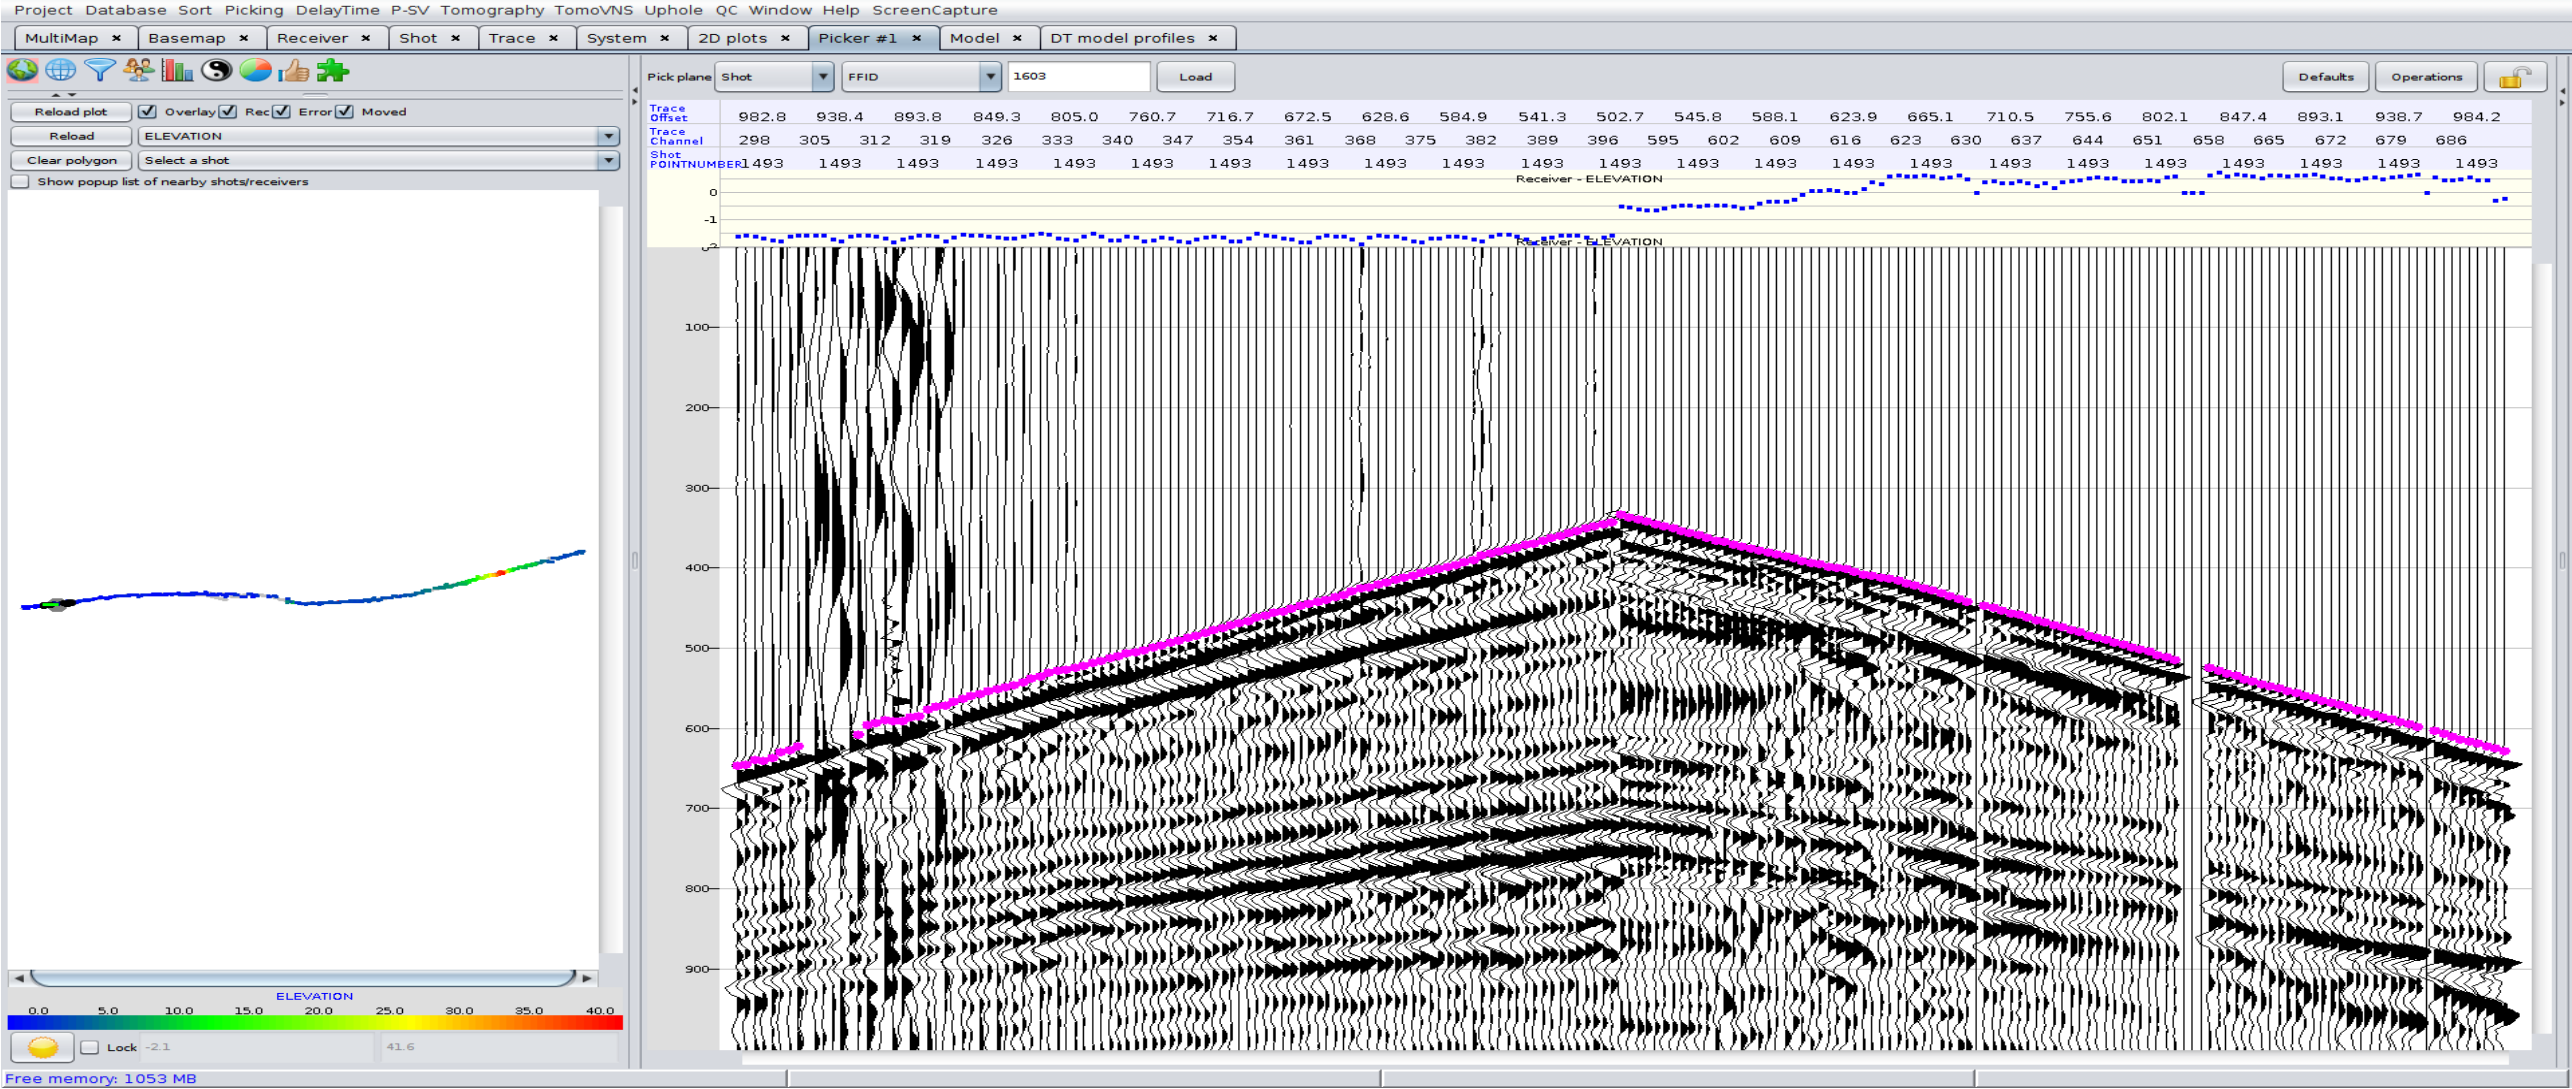 Project Database Sort Picking DelayTime P-SV Tomography TomoVNS Uphole QC Window Help ScreenCapture
MultiMap × Basemap × Receiver × Shot × Trace × System × 2D plots × Picker #1 × Model × DT model profiles ×
Pick plane Shot FFID 1603 Load Defaults Operations
Reload plot Overlay Rec Error Moved
Reload ELEVATION
Clear polygon Select a shot
Show popup list of nearby shots/receivers
Trace Offset 982.8 938.4 893.8 849.3 805.0 760.7 716.7 672.5 628.6 584.9 541.3 502.7 545.8 588.1 623.9 665.1 710.5 755.6 802.1 847.4 893.1 938.7 984.2
Trace Channel 298 305 312 319 326 333 340 347 354 361 368 375 382 389 396 595 602 609 616 623 630 637 644 651 658 665 672 679 686
Shot POINTNUMBER 1493 1493 1493 1493 1493 1493 1493 1493 1493 1493 1493 1493 1493 1493 1493 1493 1493 1493 1493 1493 1493 1493 1493
Receiver - ELEVATION
0
-1
Receiver - ELEVATION
100
200
300
400
500
600
700
800
900
ELEVATION
0.0 5.0 10.0 15.0 20.0 25.0 30.0 35.0 40.0
Lock -2.1 41.6
Free memory: 1053 MB